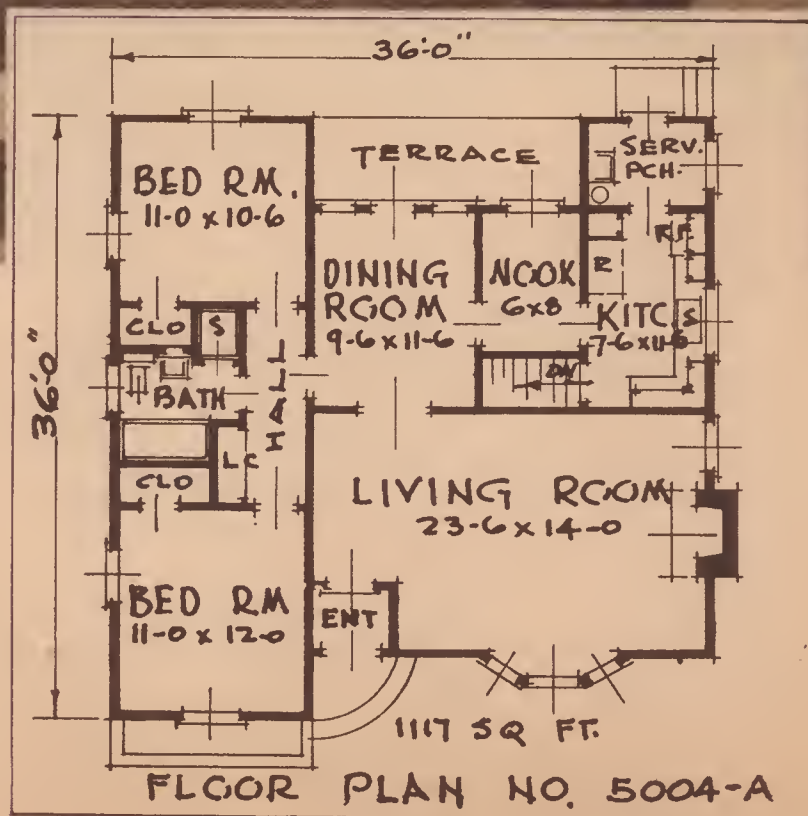 36'-0"
36'-0"
TERRACE
SERV.
PCH.
BED RM.
11-0 x 10-6
R.F.
R
DINING
ROOM
9-6 x 11-6
NOOK
6x8
KITC.
7-6 x 11-6
S
CLO
S
HALL
DN
BATH
L C
CLO
LIVING ROOM
23-6 x 14-0
BED RM
11-0 x 12-0
ENT
1117 SQ FT.
FLOOR PLAN NO. 5004-A